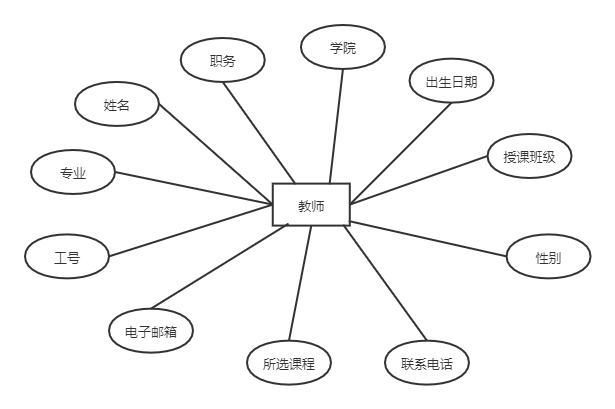 学院
职务
出生日期
姓名
授课班级
专业
教师
工号
性别
电子邮箱
所选课程
联系电话